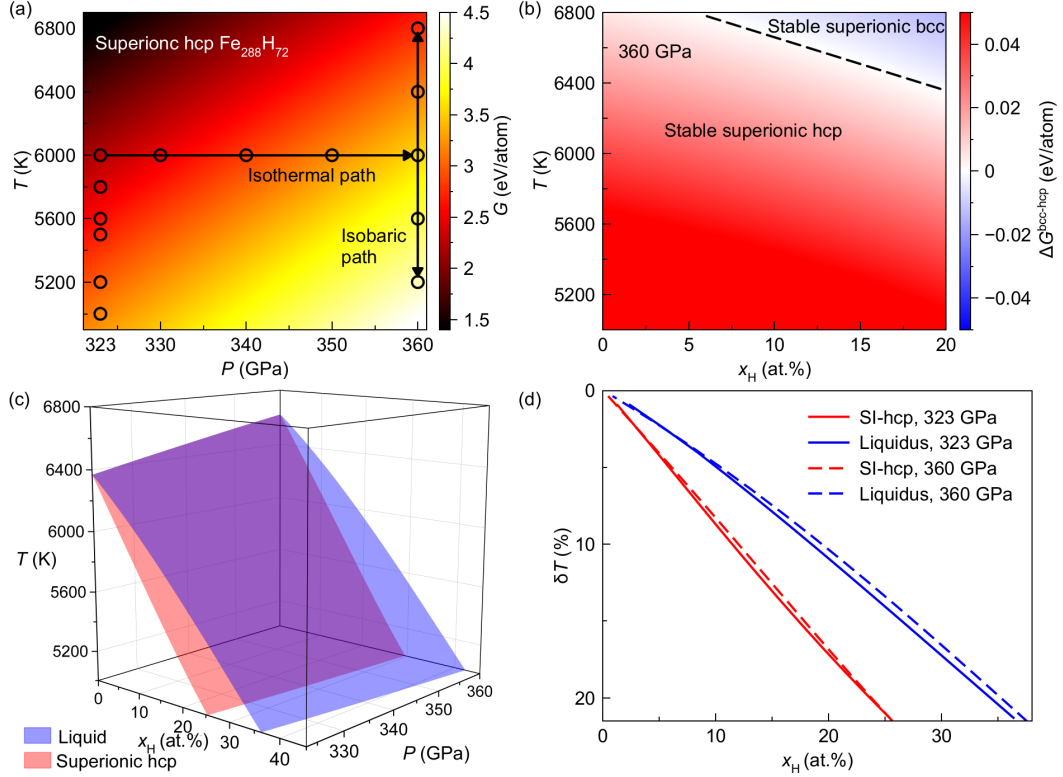 (a)
Superionc hcp Fe288H72
Isothermal path
Isobaric
path
6800
6400
6000
5600
5200
T (K)
323
330
340
350
360
P (GPa)
4.5
4
3.5
3
2.5
2
1.5
G (eV/atom)
(b)
Stable superionic bcc
360 GPa
Stable superionic hcp
6800
6400
6000
5600
5200
T (K)
0
5
10
15
20
xH (at.%)
0.04
0.02
0
−0.02
−0.04
ΔGbcc-hcp (eV/atom)
(c)
6800
6400
6000
5600
5200
T (K)
0
10
20
30
40
xH (at.%)
330
340
350
360
P (GPa)
Liquid
Superionic hcp
(d)
SI-hcp, 323 GPa
Liquidus, 323 GPa
SI-hcp, 360 GPa
Liquidus, 360 GPa
0
10
20
δT (%)
0
10
20
30
xH (at.%)